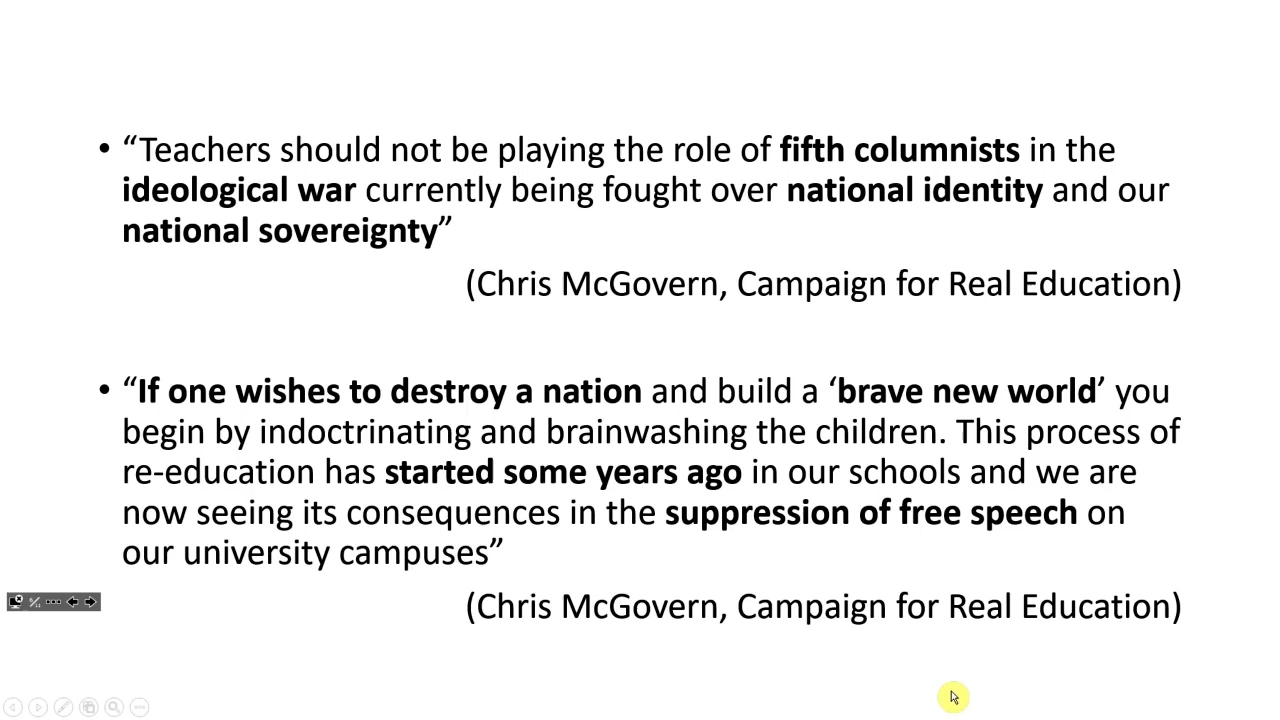 • “Teachers should not be playing the role of fifth columnists in the
ideological war currently being fought over national identity and our
national sovereignty”
(Chris McGovern, Campaign for Real Education)
• “If one wishes to destroy a nation and build a ‘brave new world’ you
begin by indoctrinating and brainwashing the children. This process of
re-education has started some years ago in our schools and we are
now seeing its consequences in the suppression of free speech on
our university campuses”
(Chris McGovern, Campaign for Real Education)